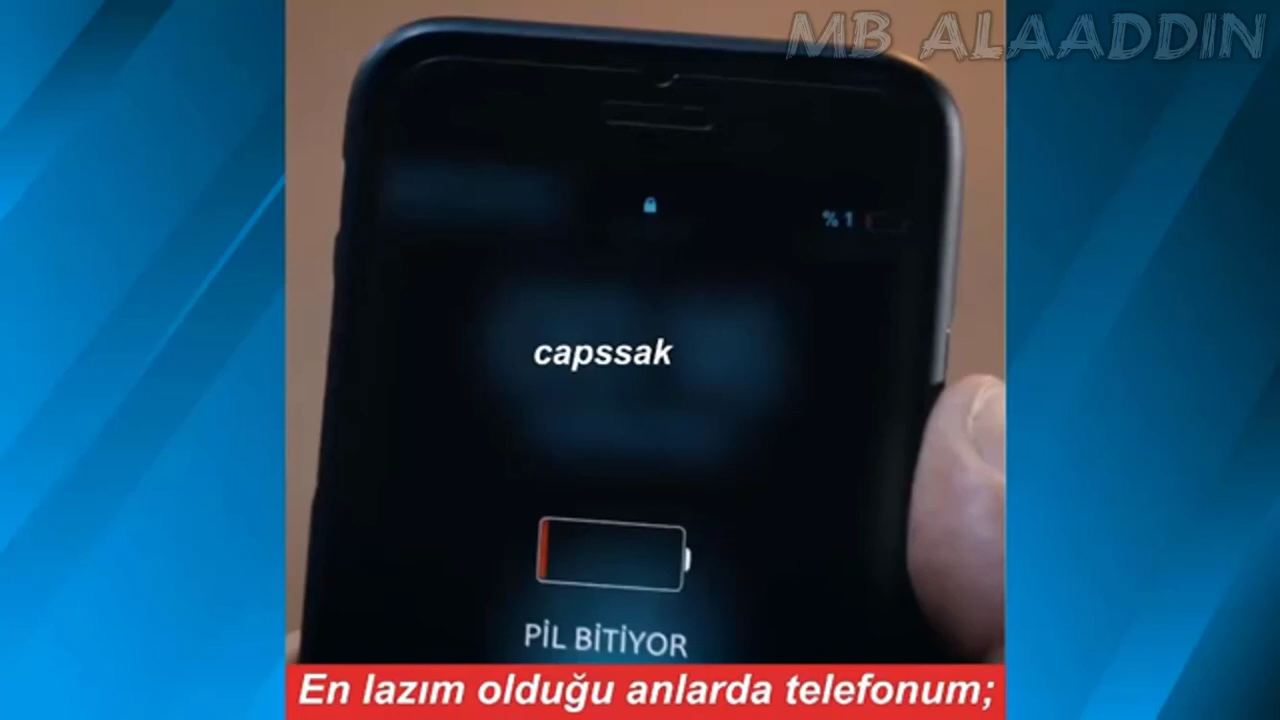 MB ALAADDIN
%1
capssak
PİL BİTİYOR
En lazım olduğu anlarda telefonum;